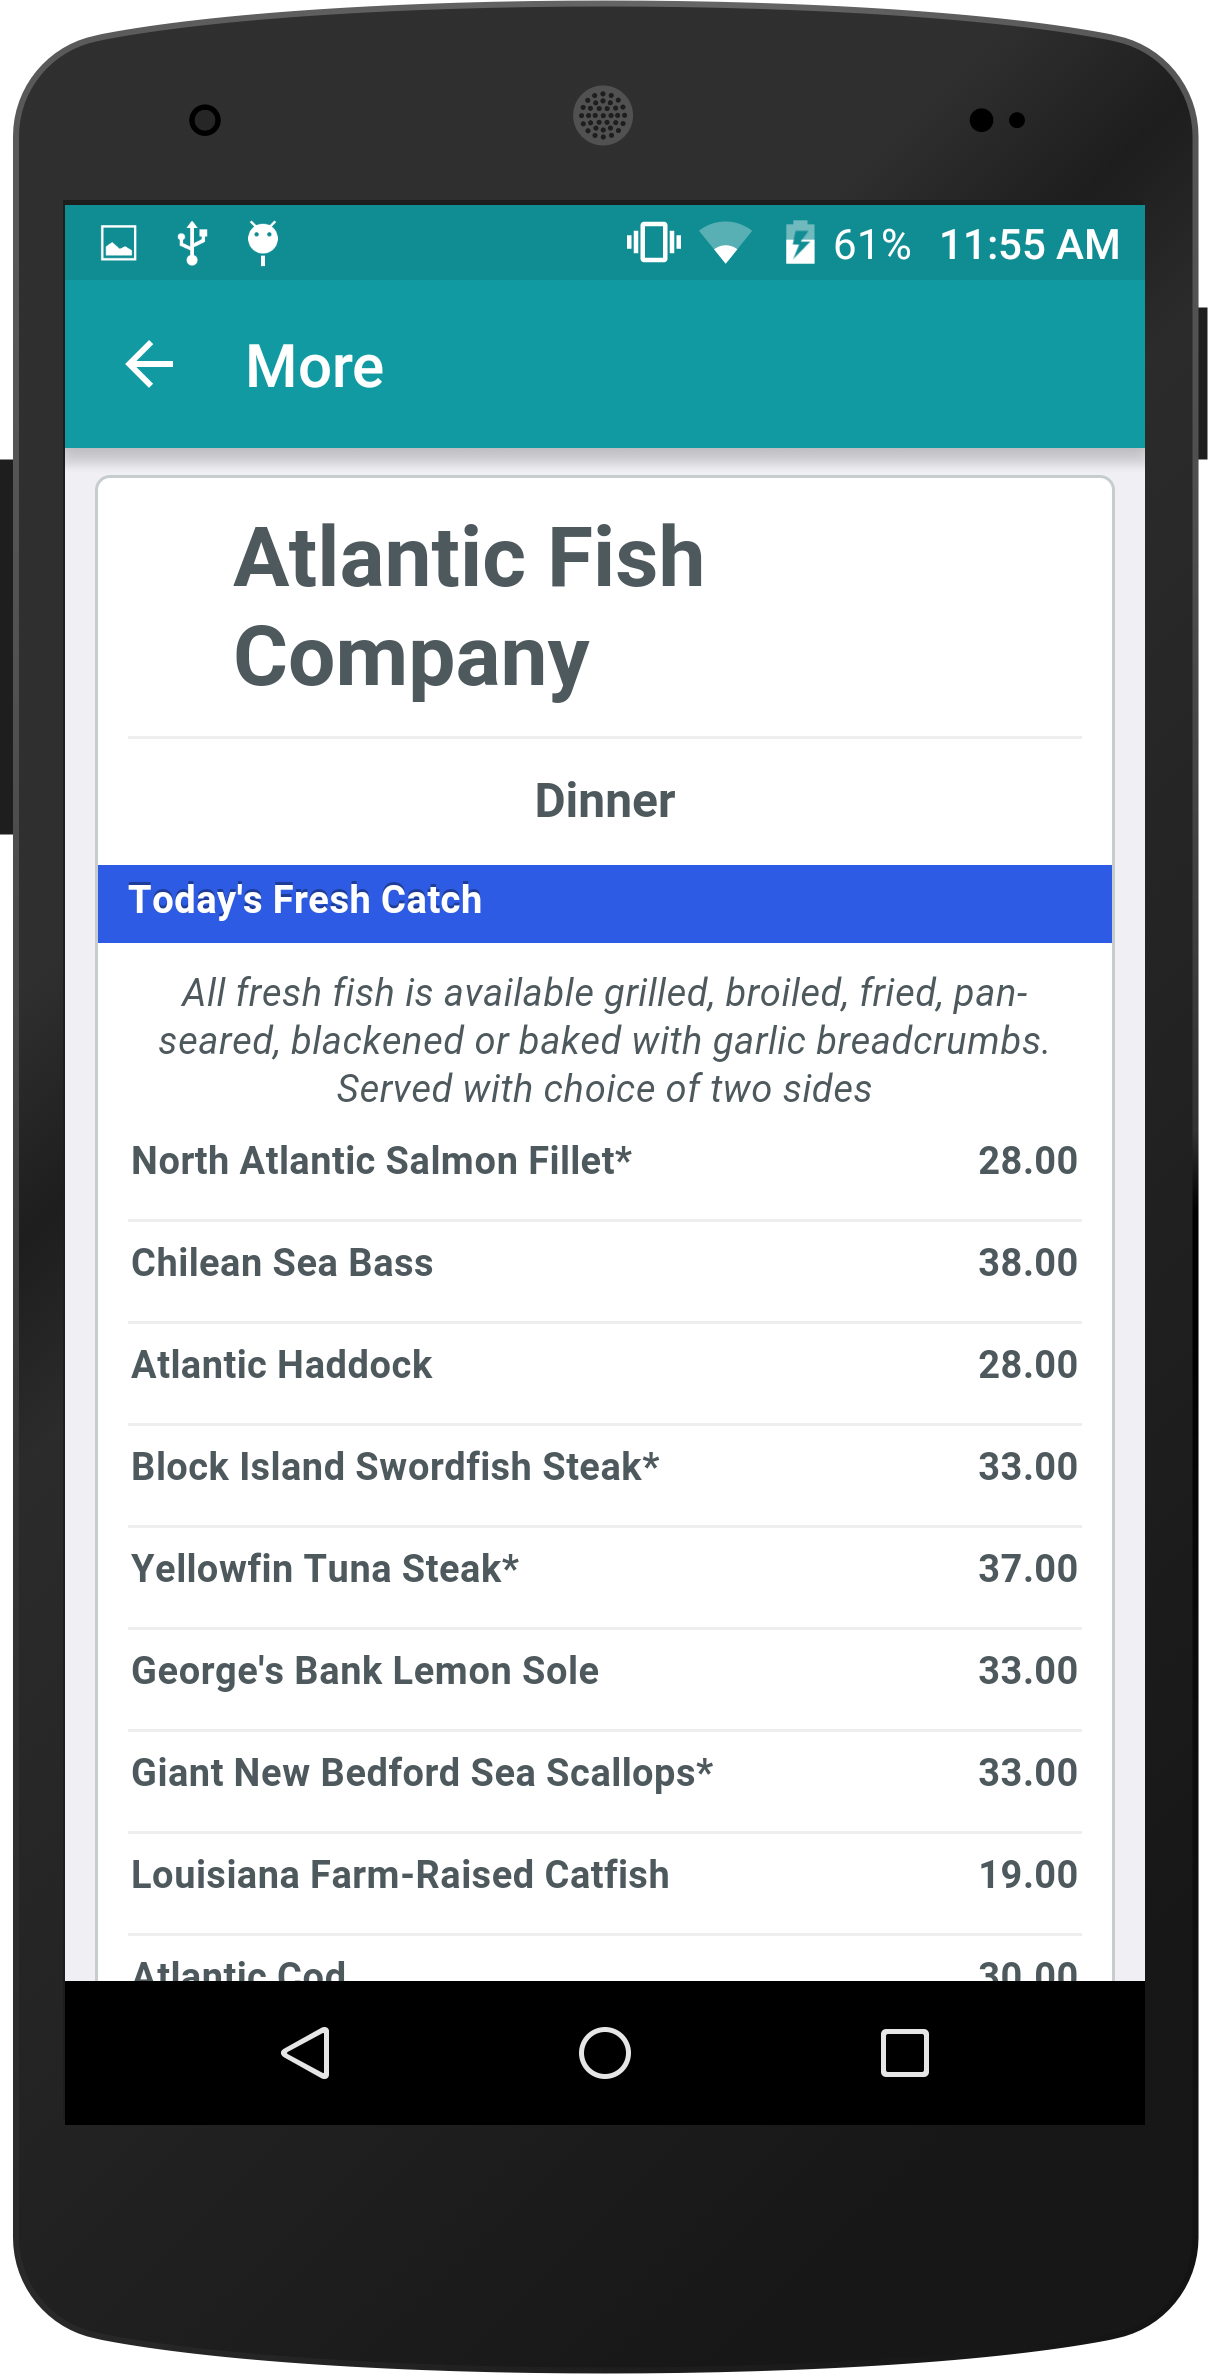 61% 11:55 AM
More
Atlantic Fish
Company
Dinner
Today's Fresh Catch
All fresh fish is available grilled, broiled, fried, pan-
seared, blackened or baked with garlic breadcrumbs.
Served with choice of two sides
North Atlantic Salmon Fillet* 28.00
Chilean Sea Bass 38.00
Atlantic Haddock 28.00
Block Island Swordfish Steak* 33.00
Yellowfin Tuna Steak* 37.00
George's Bank Lemon Sole 33.00
Giant New Bedford Sea Scallops* 33.00
Louisiana Farm-Raised Catfish 19.00
Atlantic Cod 30.00